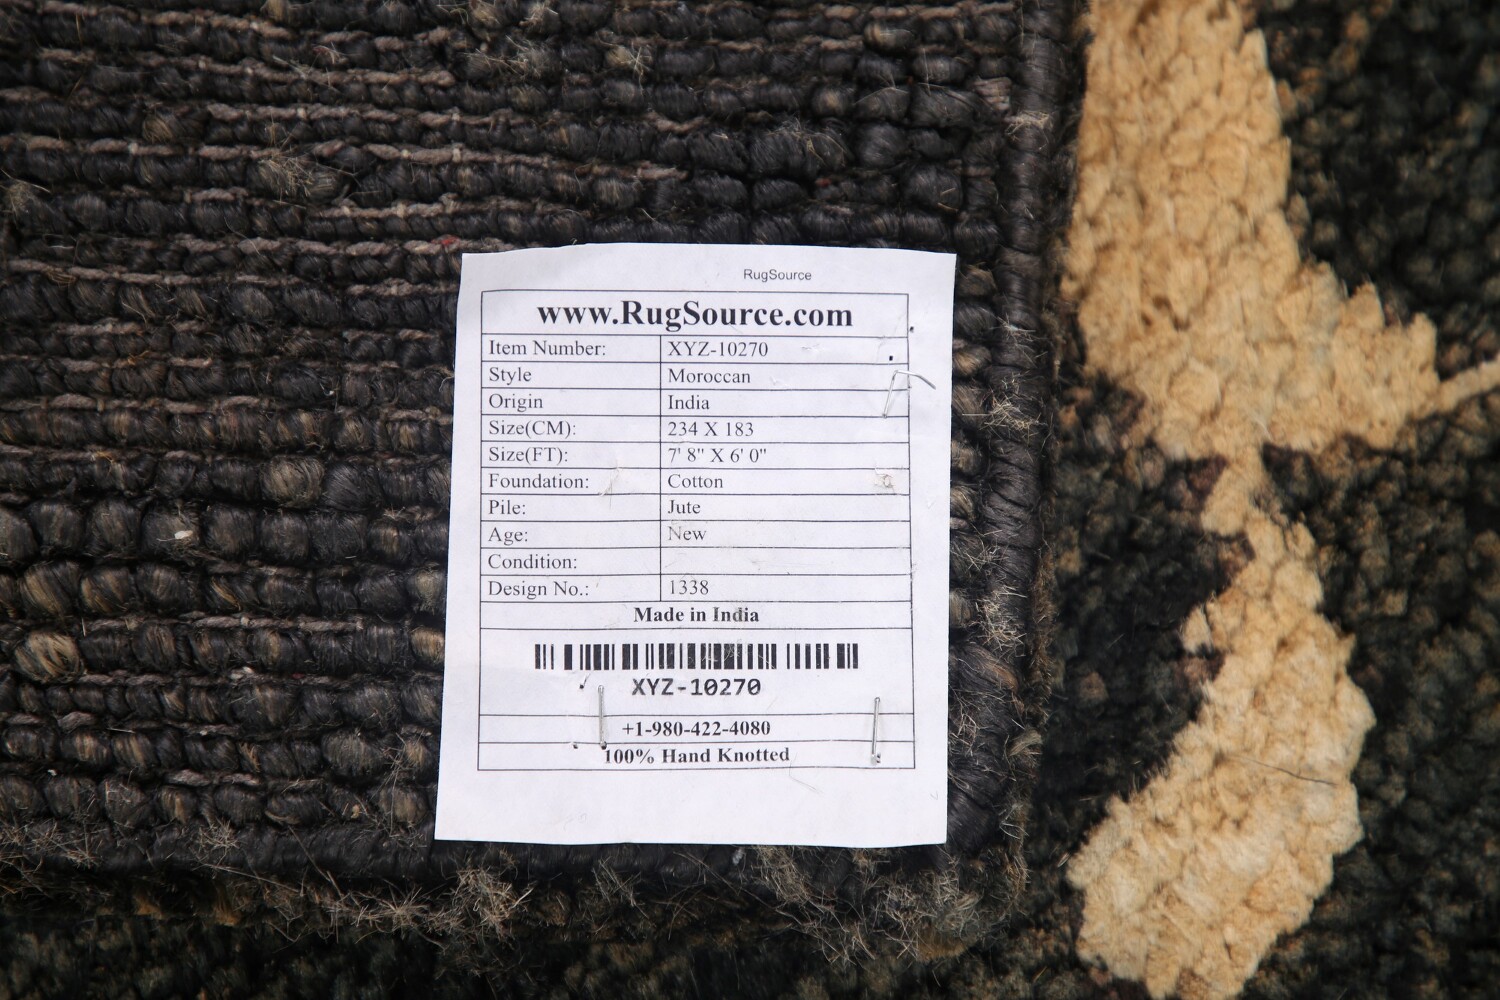 RugSource
www.RugSource.com
Item Number: XYZ-10270
Style Moroccan
Origin India
Size(CM): 234 X 183
Size(FT): 7' 8" X 6' 0"
Foundation: Cotton
Pile: Jute
Age: New
Condition:
Design No.: 1338
Made in India
XYZ-10270
+1-980-422-4080
100% Hand Knotted